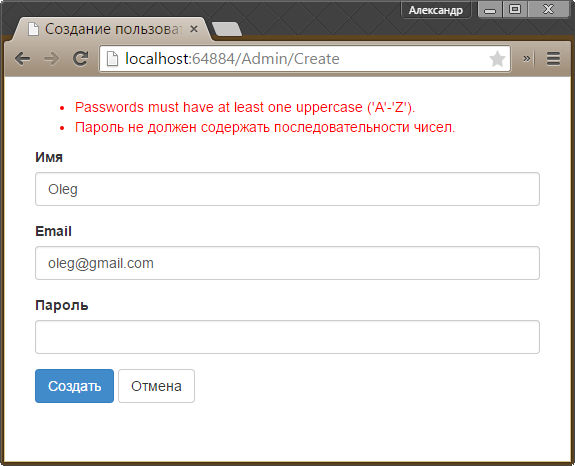 Александр
Создание пользоват
localhost:64884/Admin/Create
»
Passwords must have at least one uppercase ('A'-'Z').
Пароль не должен содержать последовательности чисел.
Имя
Oleg
Email
oleg@gmail.com
Пароль
Создать Отмена